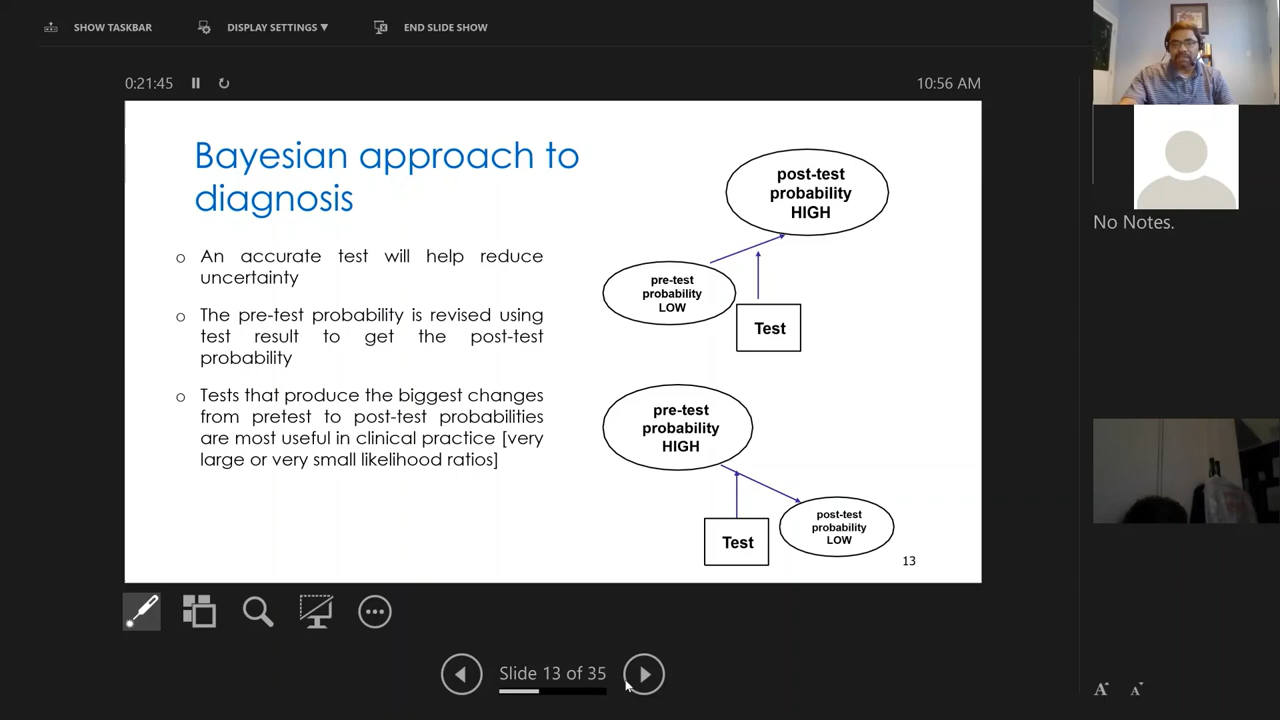 SHOW TASKBAR
DISPLAY SETTINGS ▼
END SLIDE SHOW
0:21:45
10:56 AM
Bayesian approach to
diagnosis
o An accurate test will help reduce
uncertainty
o The pre-test probability is revised using
test result to get the post-test
probability
o Tests that produce the biggest changes
from pretest to post-test probabilities
are most useful in clinical practice [very
large or very small likelihood ratios]
post-test
probability
HIGH
pre-test
probability
LOW
Test
pre-test
probability
HIGH
Test
post-test
probability
LOW
13
No Notes.
Slide 13 of 35
A A